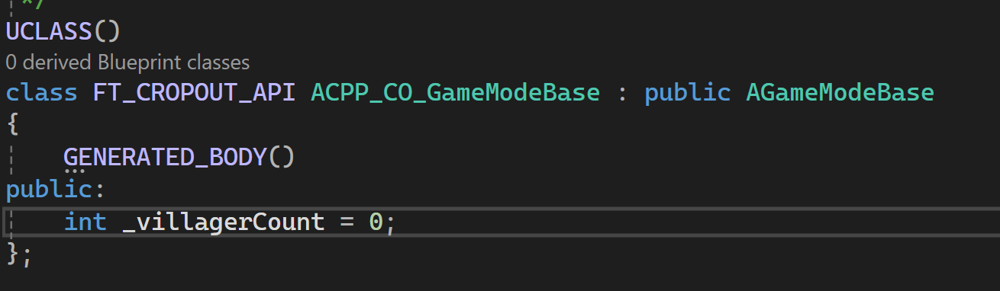 */
UCLASS()
0 derived Blueprint classes
class FT_CROPOUT_API ACPP_CO_GameModeBase : public AGameModeBase
{
GENERATED_BODY()
public:
int _villagerCount = 0;
};